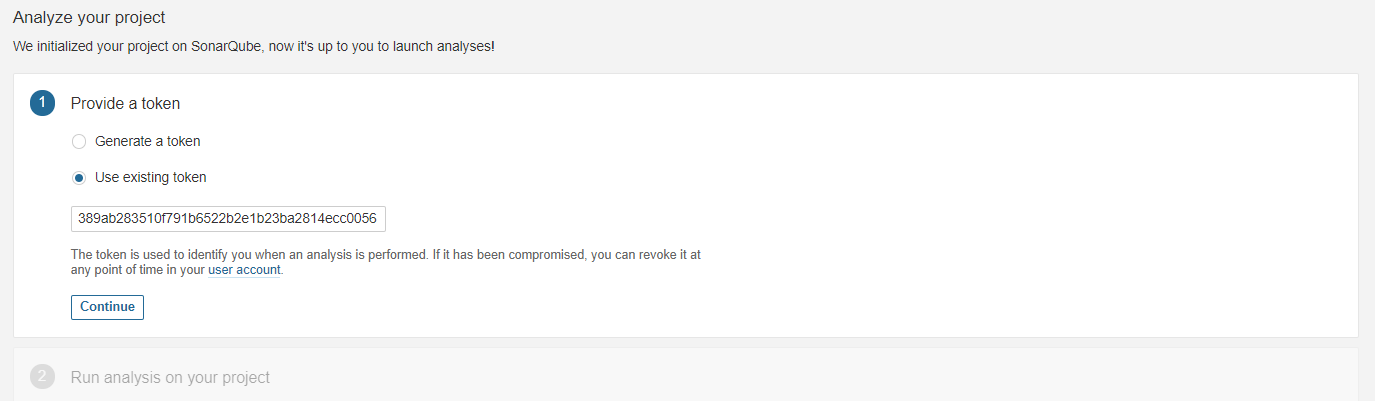 Analyze your project
We initialized your project on SonarQube, now it's up to you to launch analyses!
1
Provide a token
Generate a token
Use existing token
389ab283510f791b6522b2e1b23ba2814ecc0056
The token is used to identify you when an analysis is performed. If it has been compromised, you can revoke it at
any point of time in your user account.
Continue
2
Run analysis on your project